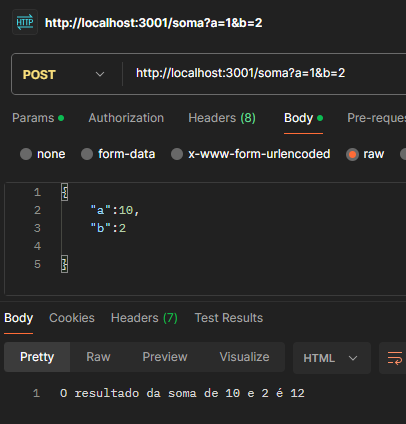 HTTP http://localhost:3001/soma?a=1&b=2
POST http://localhost:3001/soma?a=1&b=2
Params Authorization Headers (8) Body Pre-reques
none form-data x-www-form-urlencoded raw
1 {
2 "a":10,
3 "b":2
4
5 }
Body Cookies Headers (7) Test Results
Pretty Raw Preview Visualize HTML
1 O resultado da soma de 10 e 2 é 12